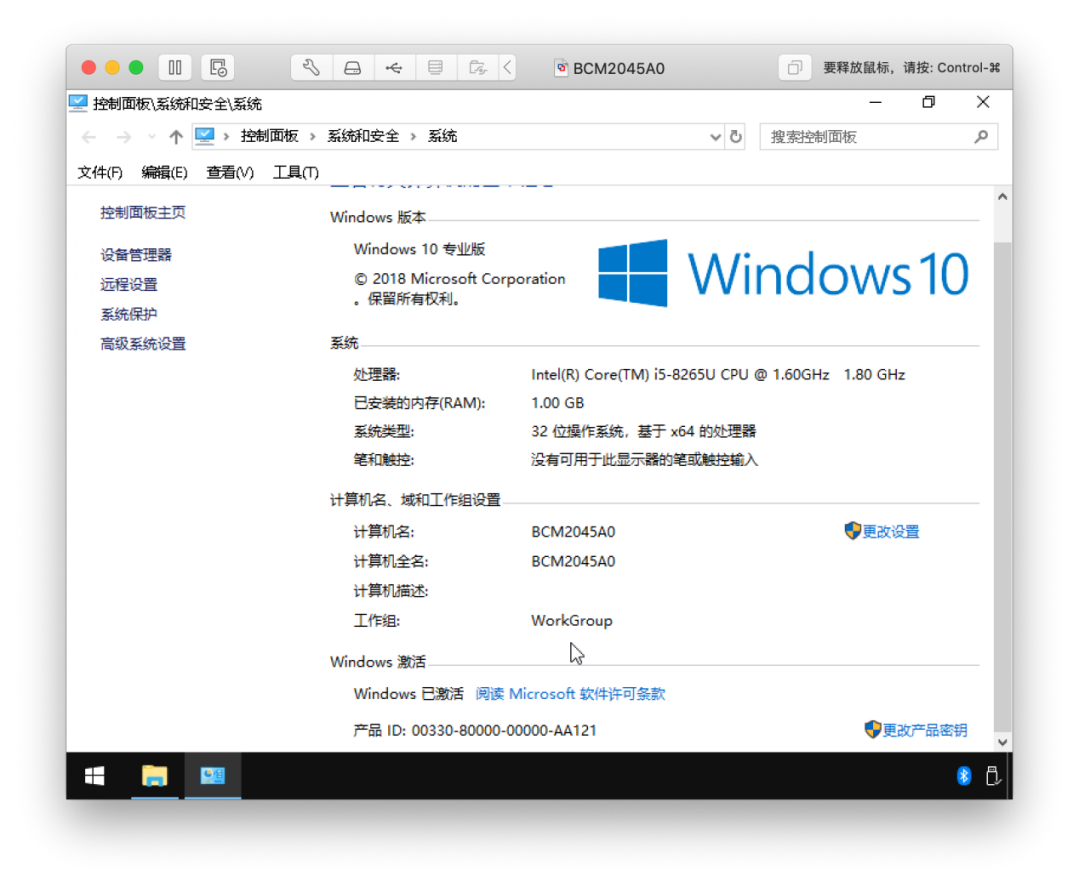 BCM2045A0
要释放鼠标，请按: Control-⌘
控制面板\系统和安全\系统
控制面板 › 系统和安全 › 系统
搜索控制面板
文件(F) 编辑(E) 查看(V) 工具(T)
控制面板主页
设备管理器
远程设置
系统保护
高级系统设置
Windows 版本
Windows 10 专业版
© 2018 Microsoft Corporation
。保留所有权利。
Windows 10
系统
处理器: Intel(R) Core(TM) i5-8265U CPU @ 1.60GHz 1.80 GHz
已安装的内存(RAM): 1.00 GB
系统类型: 32 位操作系统，基于 x64 的处理器
笔和触控: 没有可用于此显示器的笔或触控输入
计算机名、域和工作组设置
计算机名: BCM2045A0 更改设置
计算机全名: BCM2045A0
计算机描述:
工作组: WorkGroup
Windows 激活
Windows 已激活 阅读 Microsoft 软件许可条款
产品 ID: 00330-80000-00000-AA121 更改产品密钥